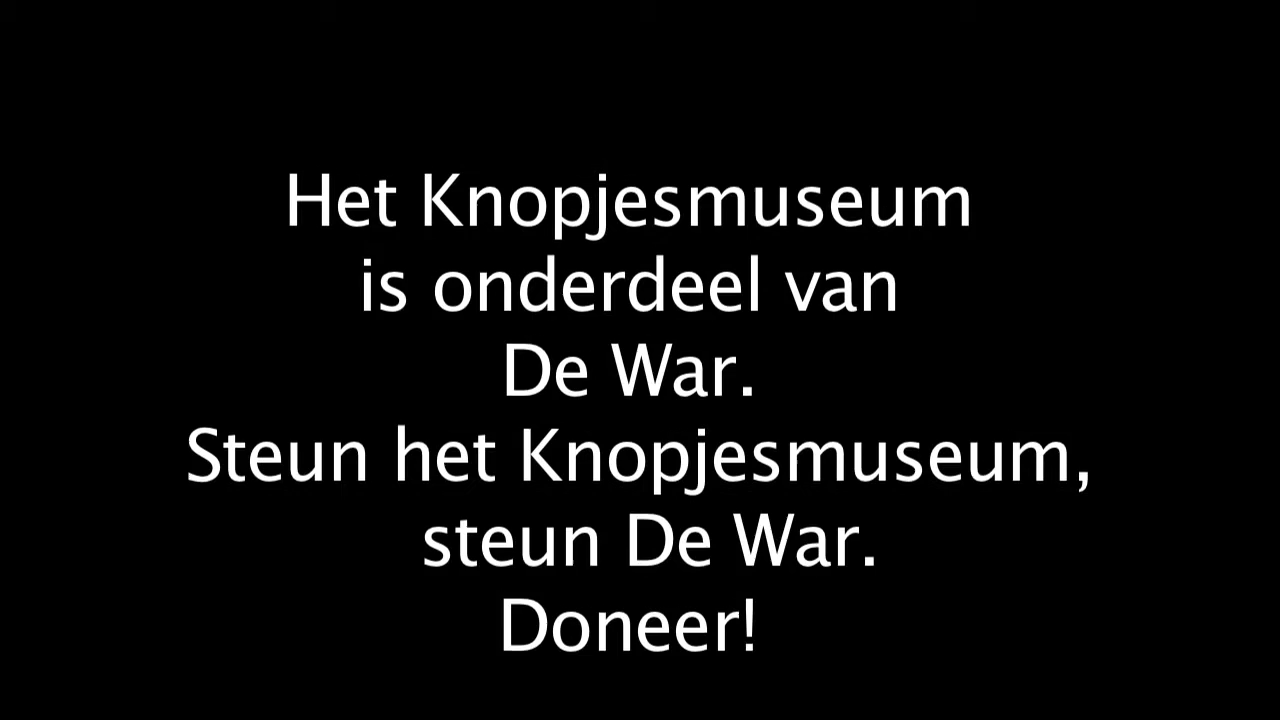 Het Knopjesmuseum
is onderdeel van
De War.
Steun het Knopjesmuseum,
steun De War.
Doneer!